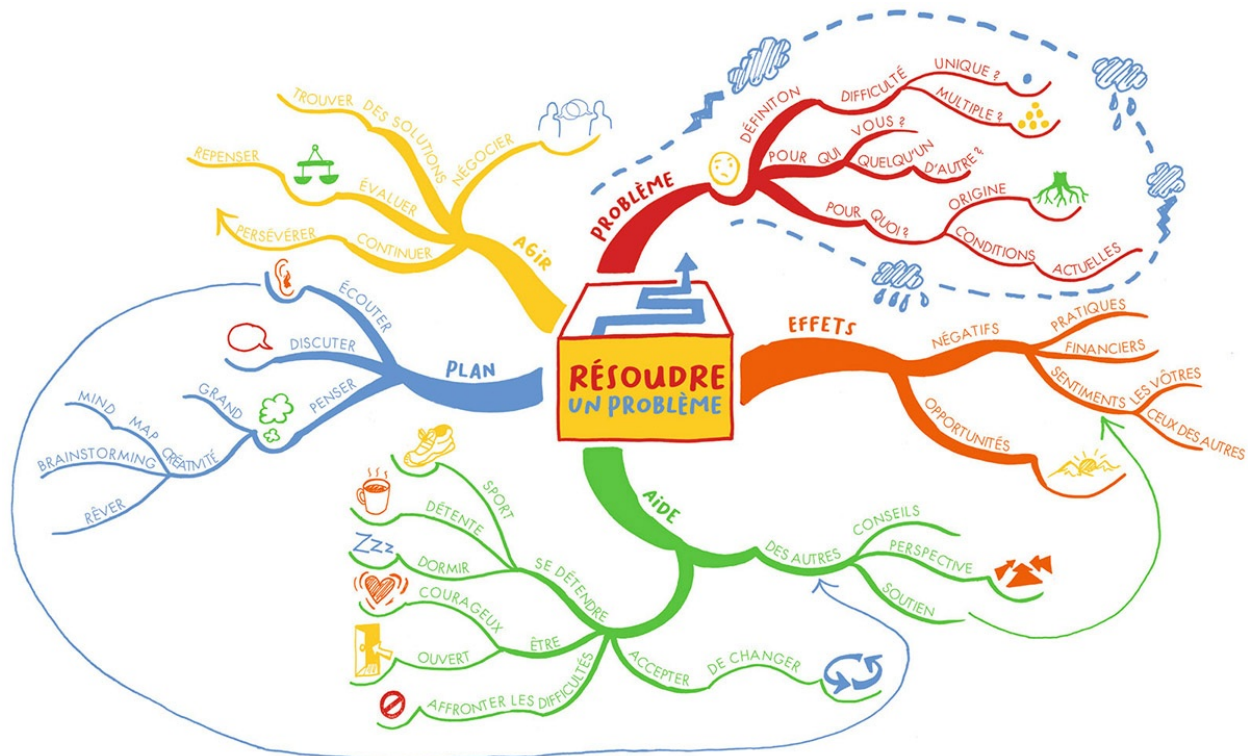 RÉSOUDRE
UN PROBLÈME
PROBLÈME
DÉFINITON
DIFFICULTÉ
UNIQUE ?
MULTIPLE ?
POUR QUI
VOUS ?
QUELQU'UN
D'AUTRE ?
POUR QUOI ?
ORIGINE
CONDITIONS
ACTUELLES
EFFETS
NÉGATIFS
PRATIQUES
FINANCIERS
SENTIMENTS
LES VÔTRES
CEUX DES AUTRES
OPPORTUNITÉS
AIDE
DES AUTRES
CONSEILS
PERSPECTIVE
SOUTIEN
SE DÉTENDRE
SPORT
DÉTENTE
DORMIR
ZZZ
ÊTRE
COURAGEUX
OUVERT
AFFRONTER LES DIFFICULTÉS
ACCEPTER
DE CHANGER
PLAN
ÉCOUTER
DISCUTER
PENSER
GRAND
CRÉATIVITÉ
MIND MAP
BRAINSTORMING
RÊVER
AGIR
TROUVER DES SOLUTIONS
NÉGOCIER
ÉVALUER
REPENSER
CONTINUER
PERSÉVÉRER